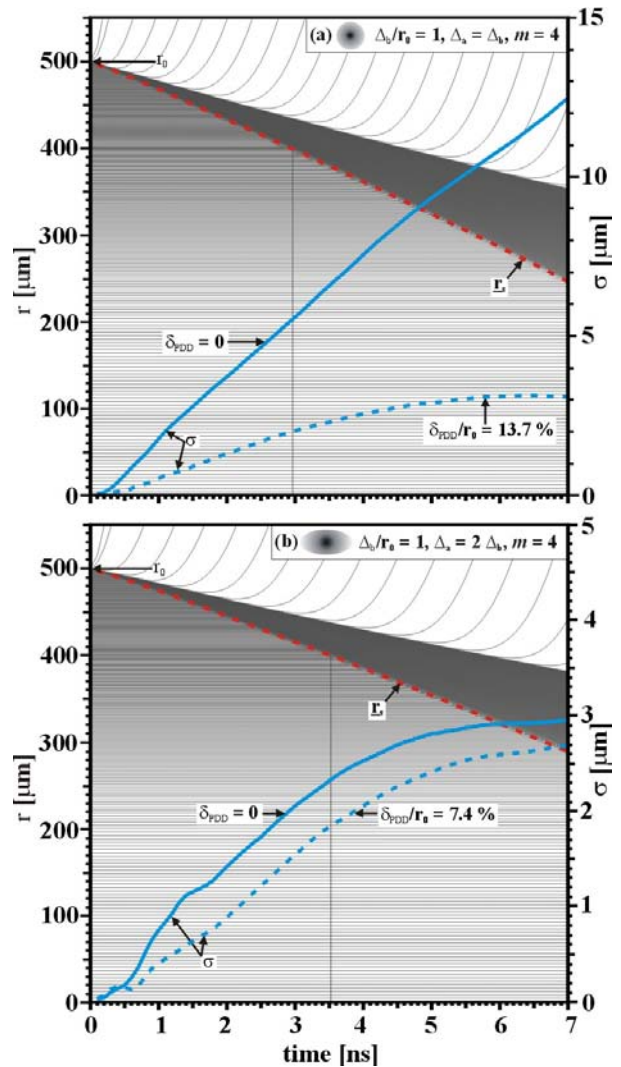 (a) Δb/r0 = 1, Δa = Δb, m = 4
15
500
r0
400
10
300
rs
r [μm]
σ [μm]
200
δPDD = 0
5
100
δPDD/r0 = 13.7 %
σ
0
0
5
(b) Δb/r0 = 1, Δa = 2 Δb, m = 4
500
r0
4
400
rs
3
300
r [μm]
σ [μm]
δPDD = 0
δPDD/r0 = 7.4 %
2
200
1
100
σ
0
0
0 1 2 3 4 5 6 7
time [ns]